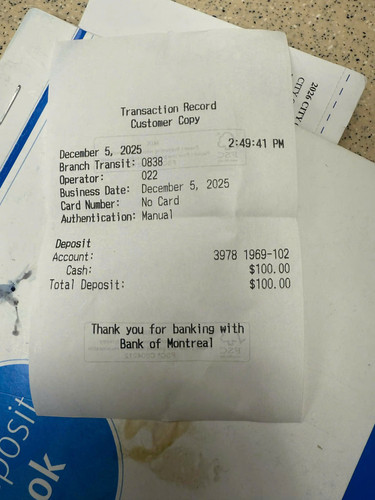 Transaction Record
Customer Copy
December 5, 2025 2:49:41 PM
Branch Transit: 0838
Operator: 022
Business Date: December 5, 2025
Card Number: No Card
Authentication: Manual
Deposit
Account: 3978 1969-102
Cash: $100.00
Total Deposit: $100.00
Thank you for banking with
Bank of Montreal
2026 CITY
CITY
posit
ok